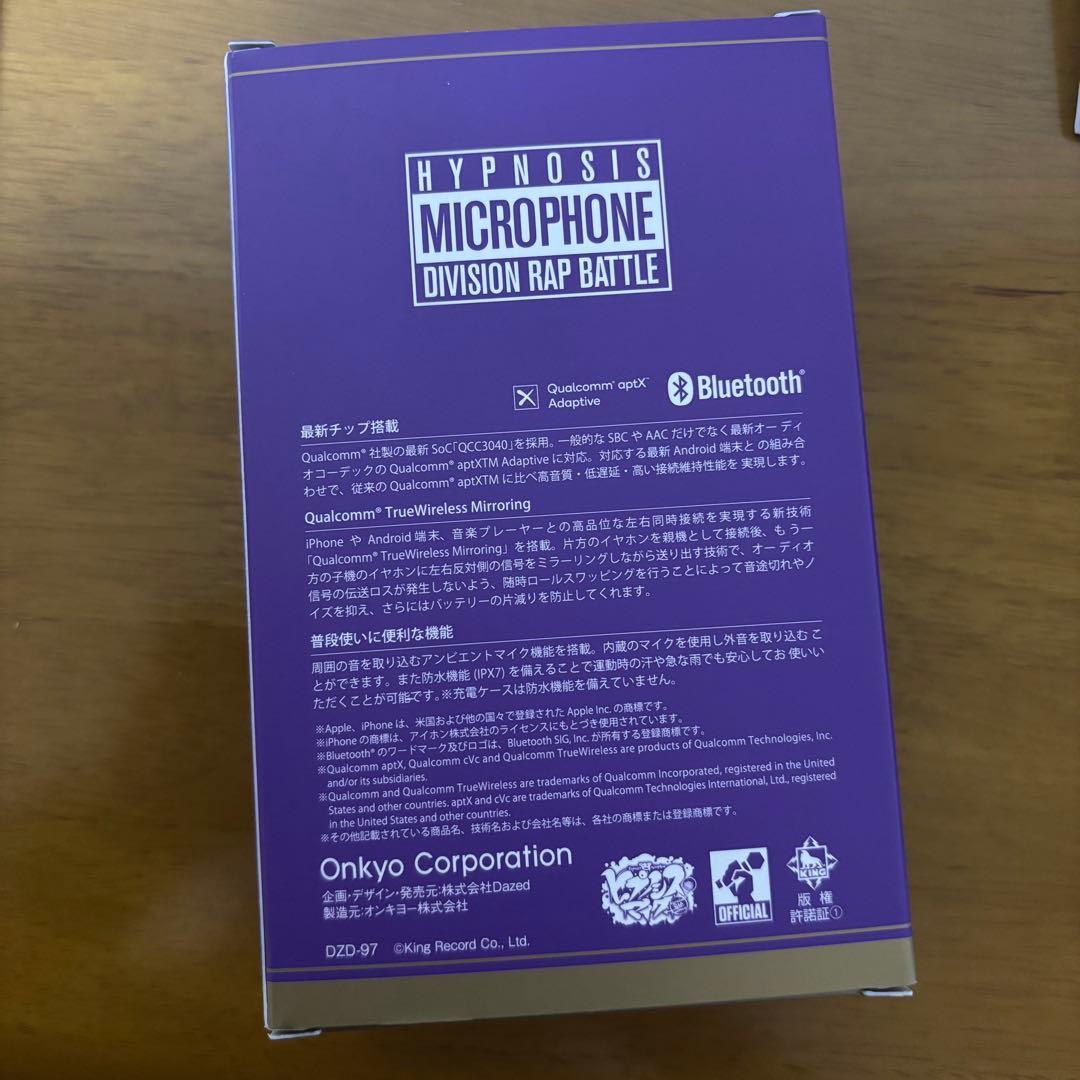 HYPNOSIS
MICROPHONE
DIVISION RAP BATTLE
Qualcomm® aptX™
Adaptive
Bluetooth®
最新チップ搭載
Qualcomm® 社製の最新 SoC「QCC3040」を採用。一般的な SBC や AAC だけでなく最新オーディ
オコーデックの Qualcomm® aptXTM Adaptive に対応。対応する最新 Android 端末と の組み合
わせで、従来の Qualcomm® aptXTM に比べ高音質・低遅延・高い接続維持性能を 実現します。
Qualcomm® TrueWireless Mirroring
iPhone や Android 端末、音楽プレーヤーとの高品位な左右同時接続を実現する新技術
「Qualcomm® TrueWireless Mirroring」を搭載。片方のイヤホンを親機として接続後、も う一
方の子機のイヤホンに左右反対側の信号をミラーリングしながら送り出す技術で、オー ディオ
信号の伝送ロスが発生しないよう、随時ロールスワッピングを行うことによって音途切れやノ
イズを抑え、さらにはバッテリーの片減りを防止してくれます。
普段使いに便利な機能
周囲の音を取り込むアンビエントマイク機能を搭載。内蔵のマイクを使用し外音を取り込む こ
とができます。また防水機能 (IPX7) を備えることで運動時の汗や急な雨でも安心してお 使いい
ただくことが可能です。※充電ケースは防水機能を備えていません。
※Apple、iPhone は、米国および他の国々で登録された Apple Inc. の商標です。
※iPhone の商標は、アイホン株式会社のライセンスにもとづき使用されています。
※Bluetooth® のワードマーク及びロゴは、Bluetooth SIG, Inc. が所有する登録商標です。
※Qualcomm aptX, Qualcomm cVc and Qualcomm TrueWireless are products of Qualcomm Technologies, Inc.
and/or its subsidiaries.
※Qualcomm and Qualcomm TrueWireless are trademarks of Qualcomm Incorporated, registered in the United
States and other countries. aptX and cVc are trademarks of Qualcomm Technologies International, Ltd., registered
in the United States and other countries.
※その他記載されている商品名、技術名および会社名等は、各社の商標または登録商標です。
Onkyo Corporation
企画・デザイン・発売元:株式会社Dazed
製造元:オンキヨー株式会社
ヒプノシスマイク
OFFICIAL
KING
版 権
許諾証①
DZD-97 ©King Record Co., Ltd.